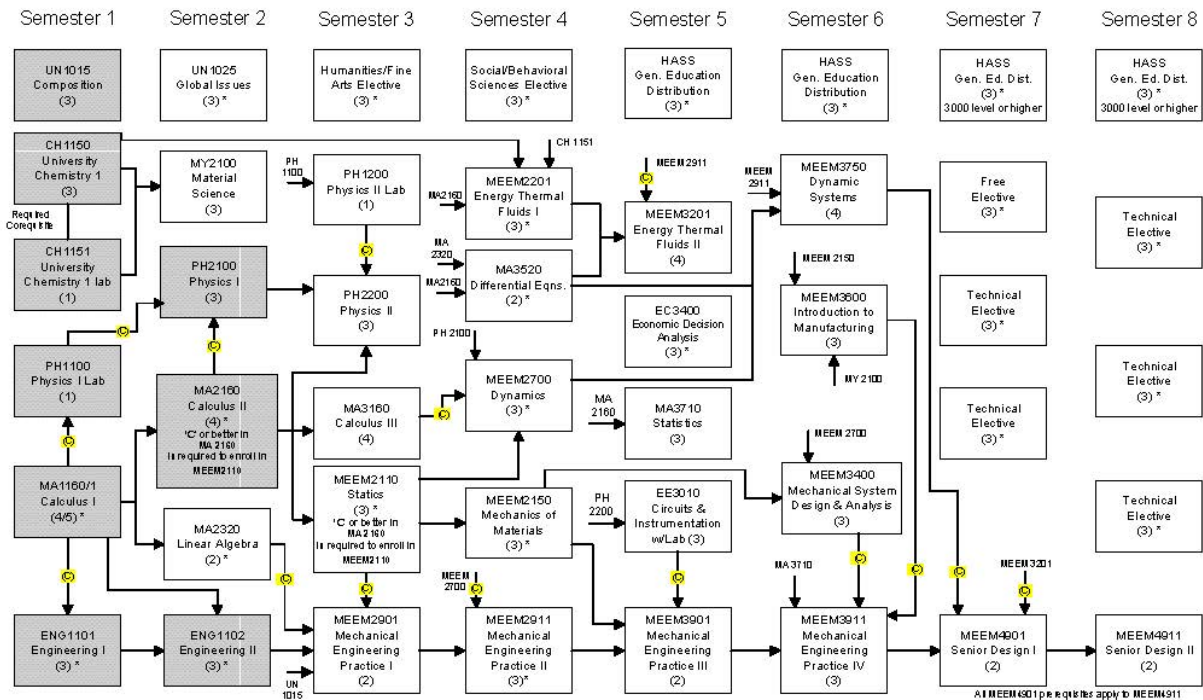 Semester 1
Semester 2
Semester 3
Semester 4
Semester 5
Semester 6
Semester 7
Semester 8
UN1015
Composition
(3)
UN1025
Global Issues
(3) *
Humanities/Fine
Arts Elective
(3) *
Social/Behavioral
Sciences Elective
(3) *
HASS
Gen. Education
Distribution
(3) *
HASS
Gen. Education
Distribution
(3) *
HASS
Gen. Ed. Dist.
(3) *
3000 level or higher
HASS
Gen. Ed. Dist.
(3) *
3000 level or higher
CH1150
University
Chemistry 1
(3)
Required
Corequisite
CH1151
University
Chemistry 1 lab
(1)
©
PH1100
Physics I Lab
(1)
©
MA1160/1
Calculus I
(4/5) *
©
ENG1101
Engineering I
(3) *
MY2100
Material
Science
(3)
PH2100
Physics I
(3)
©
MA2160
Calculus II
(4) *
'C' or better in
MA 2160
is required to enroll in
MEEM2110
MA2320
Linear Algebra
(2) *
©
ENG1102
Engineering II
(3) *
PH
1100
PH1200
Physics II Lab
(1)
©
PH2200
Physics II
(3)
MA3160
Calculus III
(4)
©
MEEM2110
Statics
(3) *
'C' or better in
MA 2160
is required to enroll in
MEEM2110
©
MEEM2901
Mechanical
Engineering
Practice I
(2)
UN
1015
CH 1151
MA2160
MEEM2201
Energy Thermal
Fluids I
(3) *
MA
2320
MA2160
MA3520
Differential Eqns.
(2) *
PH 2100
MEEM2700
Dynamics
(3) *
MEEM2150
Mechanics of
Materials
(3) *
MEEM
2700
©
MEEM2911
Mechanical
Engineering
Practice II
(3) *
MEEM 2911
©
MEEM3201
Energy Thermal
Fluids II
(4)
EC3400
Economic Decision
Analysis
(3) *
MA
2160
MA3710
Statistics
(3)
PH
2200
EE3010
Circuits &
Instrumentation
w/Lab (3)
©
MEEM3901
Mechanical
Engineering
Practice III
(2)
MEEM
2911
MEEM3750
Dynamic
Systems
(4)
MEEM 2150
MEEM3600
Introduction to
Manufacturing
(3)
MY 2100
MEEM 2700
MEEM3400
Mechanical System
Design & Analysis
(3)
MA 3710
©
©
MEEM3911
Mechanical
Engineering
Practice IV
(3)
Free
Elective
(3) *
Technical
Elective
(3) *
Technical
Elective
(3) *
©
MEEM3201
©
MEEM4901
Senior Design I
(2)
Technical
Elective
(3) *
Technical
Elective
(3) *
Technical
Elective
(3) *
MEEM4911
Senior Design II
(2)
All MEEM4901 prerequisites apply to MEEM4911